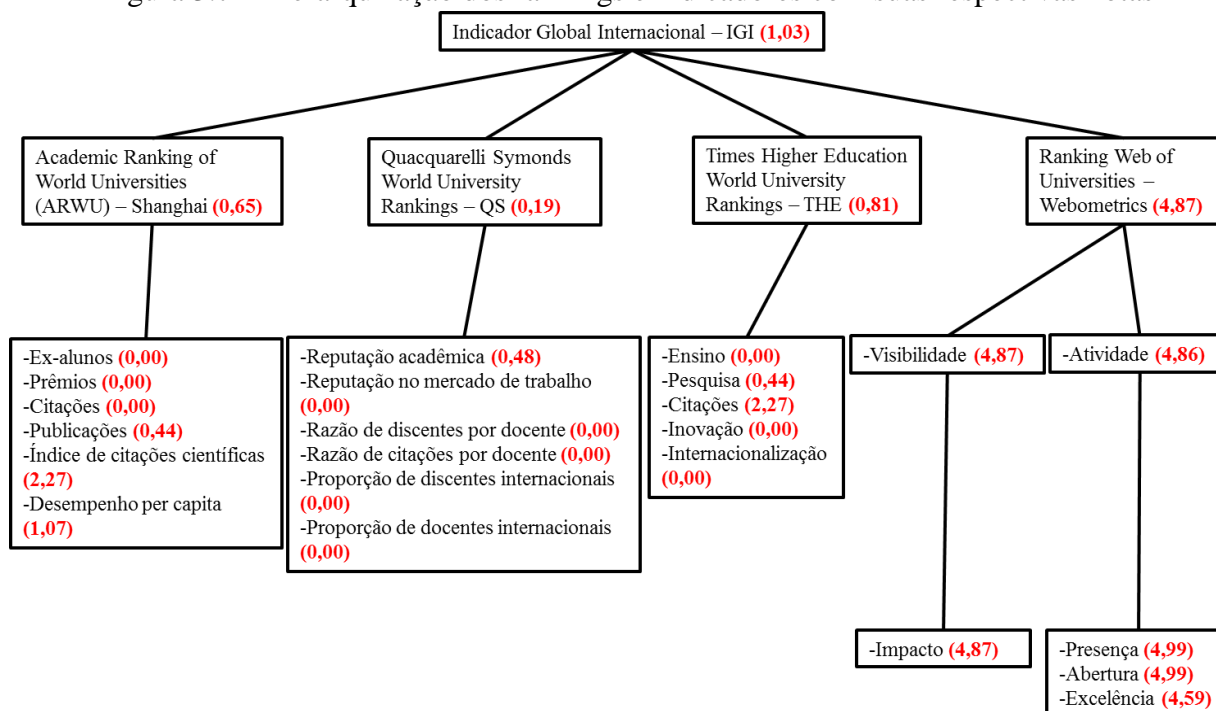 Indicador Global Internacional – IGI (1,03)
Academic Ranking of
World Universities
(ARWU) – Shanghai (0,65)
Quacquarelli Symonds
World University
Rankings – QS (0,19)
Times Higher Education
World University
Rankings – THE (0,81)
Ranking Web of
Universities –
Webometrics (4,87)
-Ex-alunos (0,00)
-Prêmios (0,00)
-Citações (0,00)
-Publicações (0,44)
-Índice de citações científicas
(2,27)
-Desempenho per capita
(1,07)
-Reputação acadêmica (0,48)
-Reputação no mercado de trabalho
(0,00)
-Razão de discentes por docente (0,00)
-Razão de citações por docente (0,00)
-Proporção de discentes internacionais
(0,00)
-Proporção de docentes internacionais
(0,00)
-Ensino (0,00)
-Pesquisa (0,44)
-Citações (2,27)
-Inovação (0,00)
-Internacionalização
(0,00)
-Visibilidade (4,87)
-Atividade (4,86)
-Impacto (4,87)
-Presença (4,99)
-Abertura (4,99)
-Excelência (4,59)